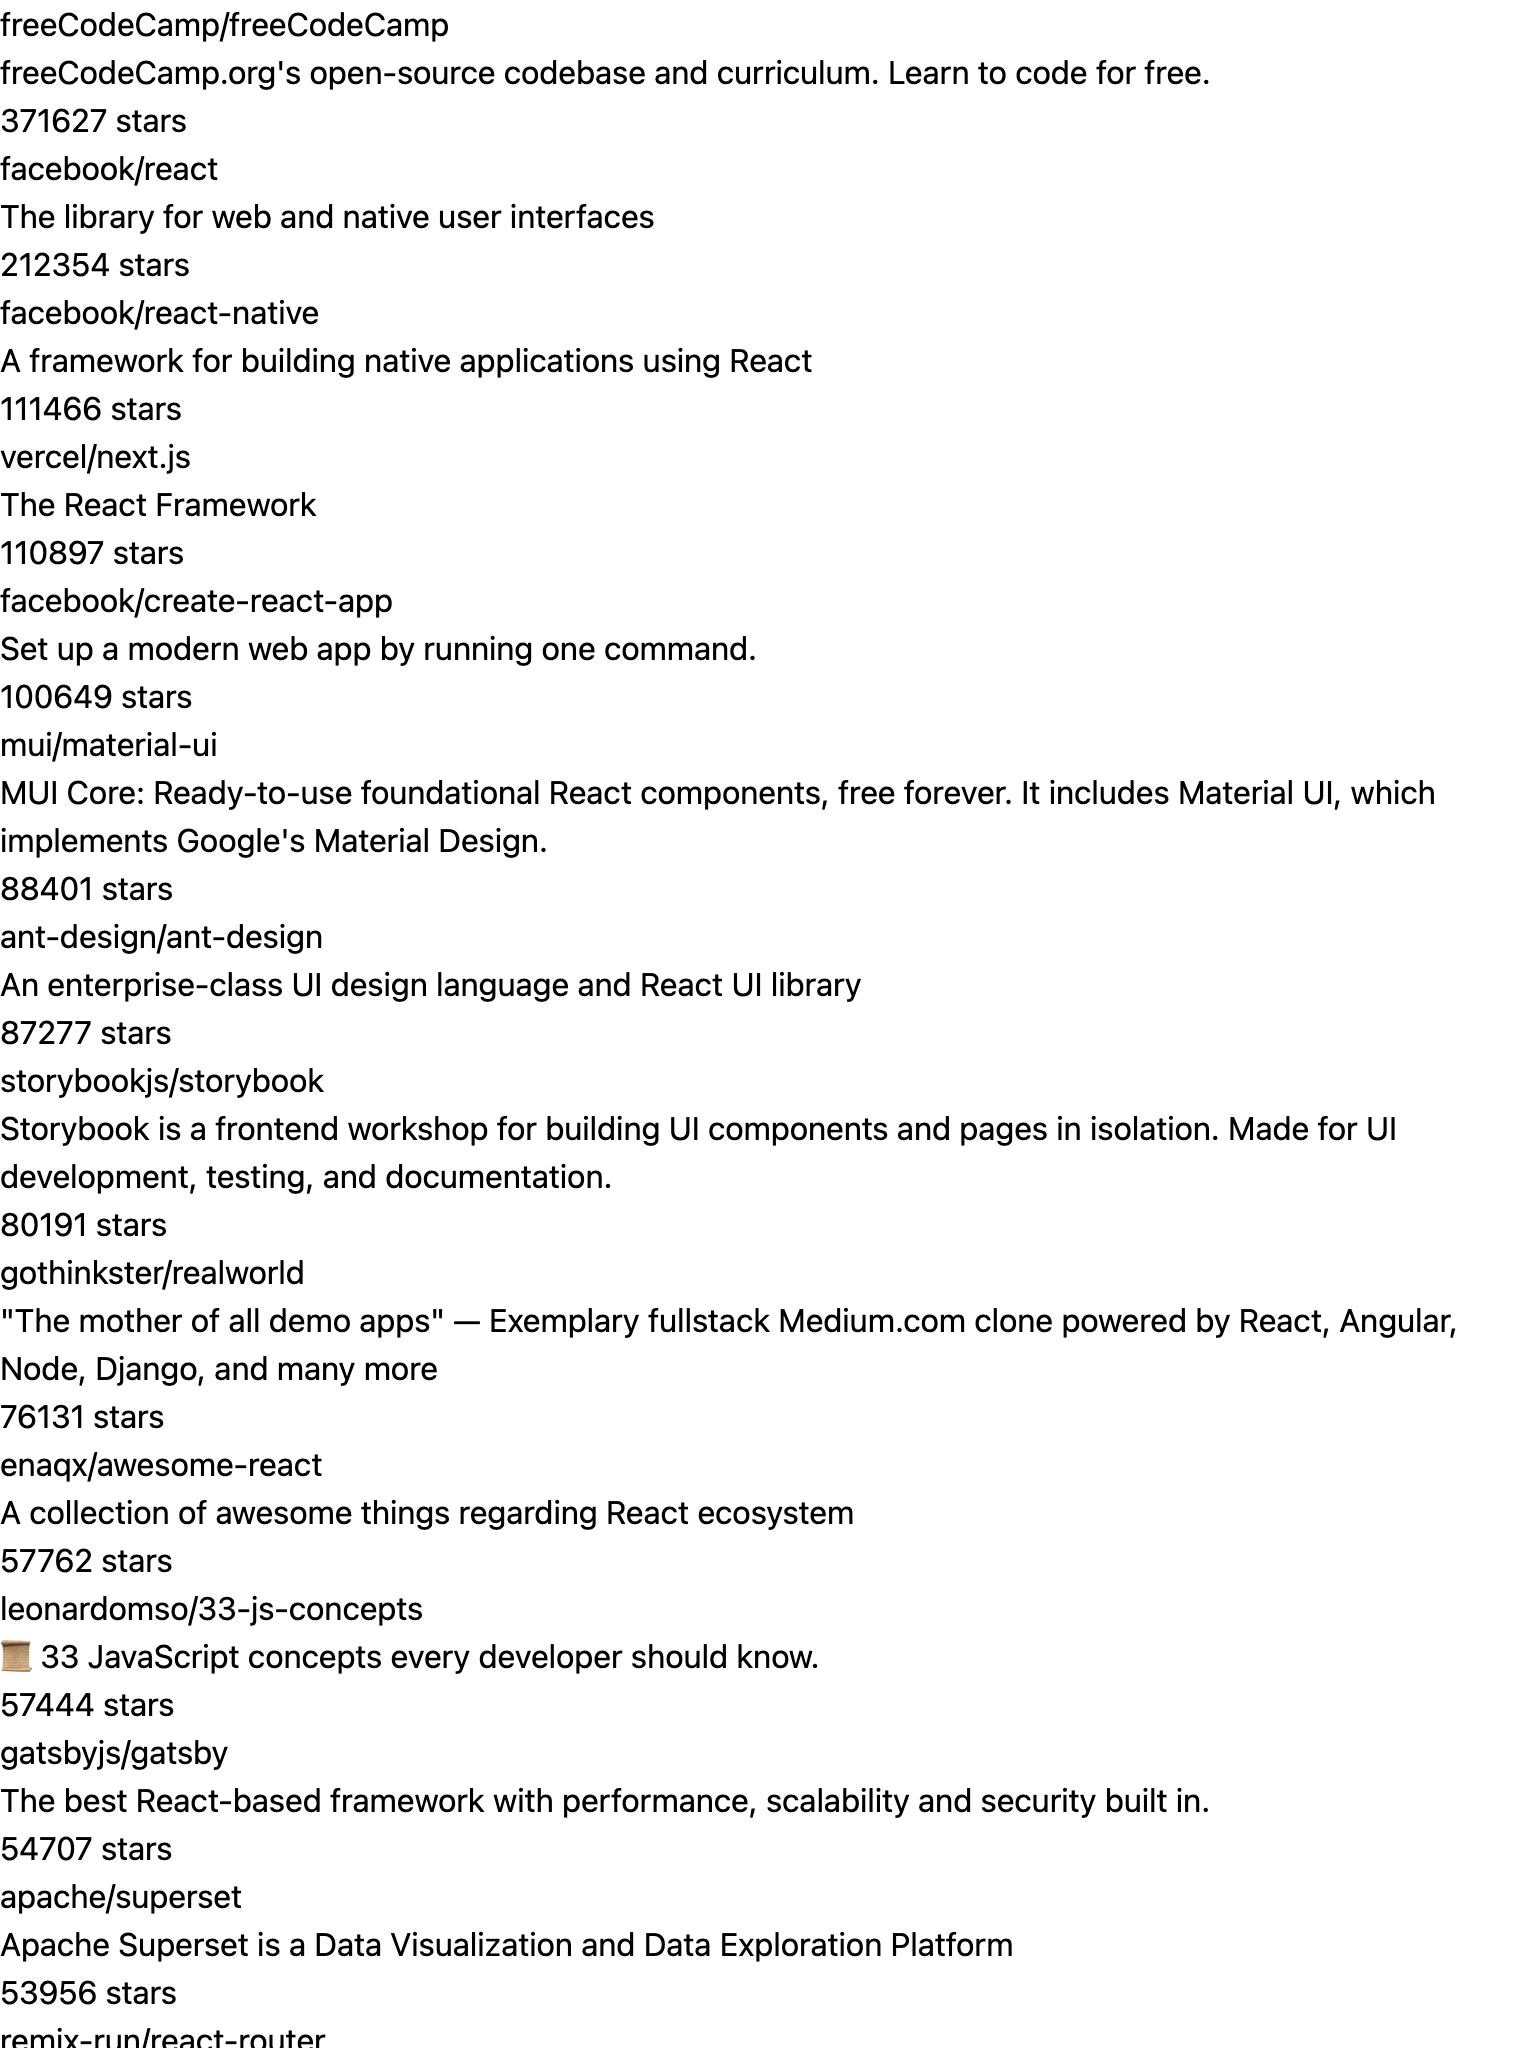 freeCodeCamp/freeCodeCamp
freeCodeCamp.org's open-source codebase and curriculum. Learn to code for free.
371627 stars
facebook/react
The library for web and native user interfaces
212354 stars
facebook/react-native
A framework for building native applications using React
111466 stars
vercel/next.js
The React Framework
110897 stars
facebook/create-react-app
Set up a modern web app by running one command.
100649 stars
mui/material-ui
MUI Core: Ready-to-use foundational React components, free forever. It includes Material UI, which
implements Google's Material Design.
88401 stars
ant-design/ant-design
An enterprise-class UI design language and React UI library
87277 stars
storybookjs/storybook
Storybook is a frontend workshop for building UI components and pages in isolation. Made for UI
development, testing, and documentation.
80191 stars
gothinkster/realworld
"The mother of all demo apps" — Exemplary fullstack Medium.com clone powered by React, Angular,
Node, Django, and many more
76131 stars
enaqx/awesome-react
A collection of awesome things regarding React ecosystem
57762 stars
leonardomso/33-js-concepts
📜 33 JavaScript concepts every developer should know.
57444 stars
gatsbyjs/gatsby
The best React-based framework with performance, scalability and security built in.
54707 stars
apache/superset
Apache Superset is a Data Visualization and Data Exploration Platform
53956 stars
remix-run/react-router